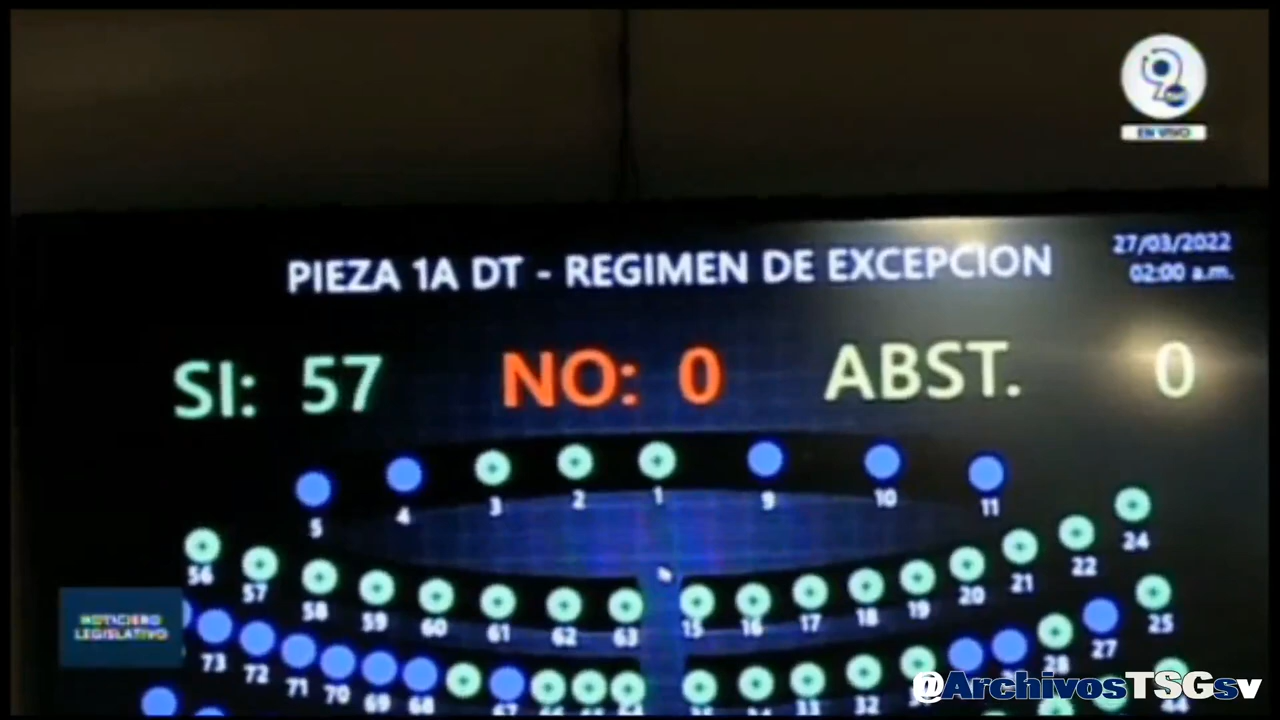 9
EN VIVO
27/03/2022
02:00 a.m.
PIEZA 1A DT - REGIMEN DE EXCEPCION
SI: 57 NO: 0 ABST. 0
5 4 3 2 1 9 10 11
56 57 58 59 60 61 62 63 15 16 17 18 19 20 21 22 24
73 72 71 70 69 68 67 32 28 27 25
33 44
NOTICIERO
LEGISLATIVO
@ArchivosTSGsv